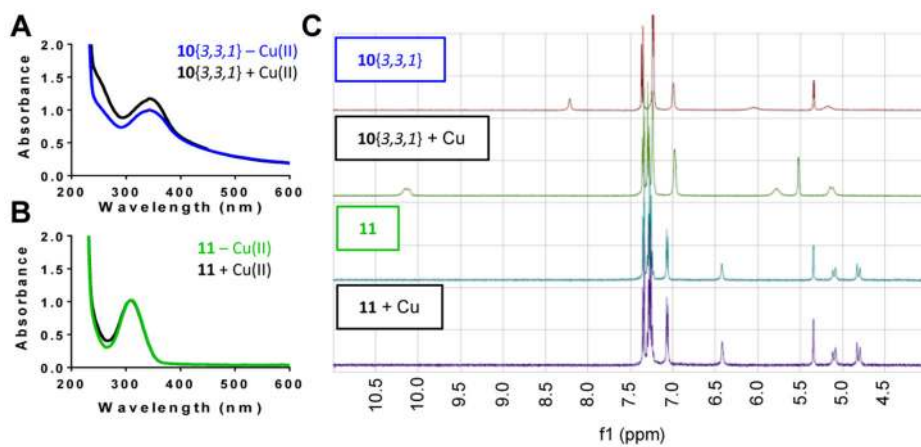 A
2.0
1.5
1.0
0.5
0.0
Absorbance
10{3,3,1} – Cu(II)
10{3,3,1} + Cu(II)
200 300 400 500 600
Wavelength (nm)
B
2.0
1.5
1.0
0.5
0.0
Absorbance
11 – Cu(II)
11 + Cu(II)
200 300 400 500 600
Wavelength (nm)
C
10{3,3,1}
10{3,3,1} + Cu
11
11 + Cu
10.5 10.0 9.5 9.0 8.5 8.0 7.5 7.0 6.5 6.0 5.5 5.0 4.5
f1 (ppm)